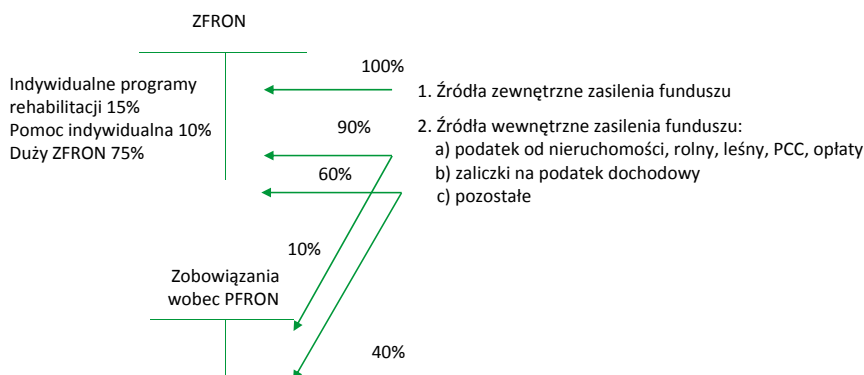 ZFRON
100%
Indywidualne programy
rehabilitacji 15%
Pomoc indywidualna 10%
Duży ZFRON 75%
1. Źródła zewnętrzne zasilenia funduszu
90%
2. Źródła wewnętrzne zasilenia funduszu:
a) podatek od nieruchomości, rolny, leśny, PCC, opłaty
b) zaliczki na podatek dochodowy
c) pozostałe
60%
10%
Zobowiązania
wobec PFRON
40%